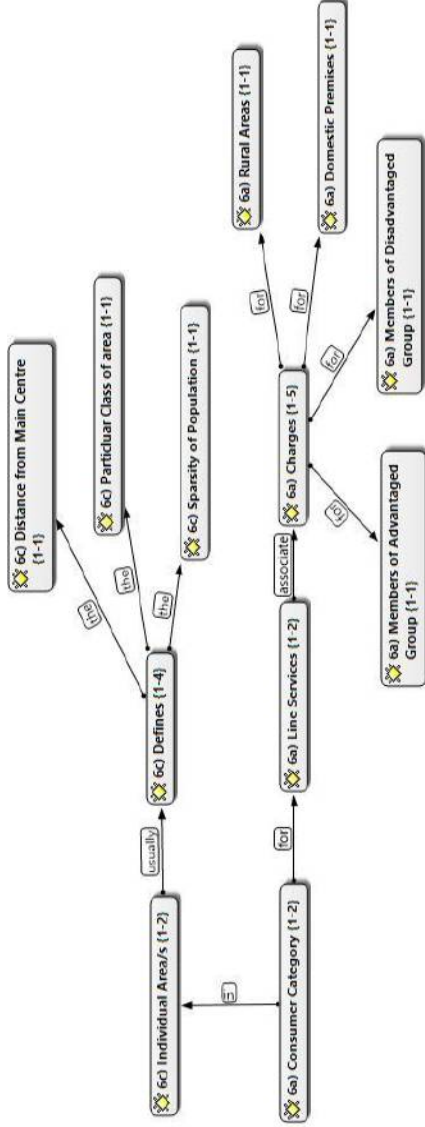 6c) Distance from Main Centre
{1-1}
6c) Particluar Class of area {1-1}
6c) Sparsity of Population {1-1}
the
the
the
6c) Defines {1-4}
usually
6c) Individual Area/s {1-2}
in
6a) Consumer Category {1-2}
for
6a) Line Services {1-2}
associate
6a) Charges {1-5}
for
for
for
for
6a) Rural Areas {1-1}
6a) Domestic Premises {1-1}
6a) Members of Disadvantaged
Group {1-1}
6a) Members of Advantaged
Group {1-1}